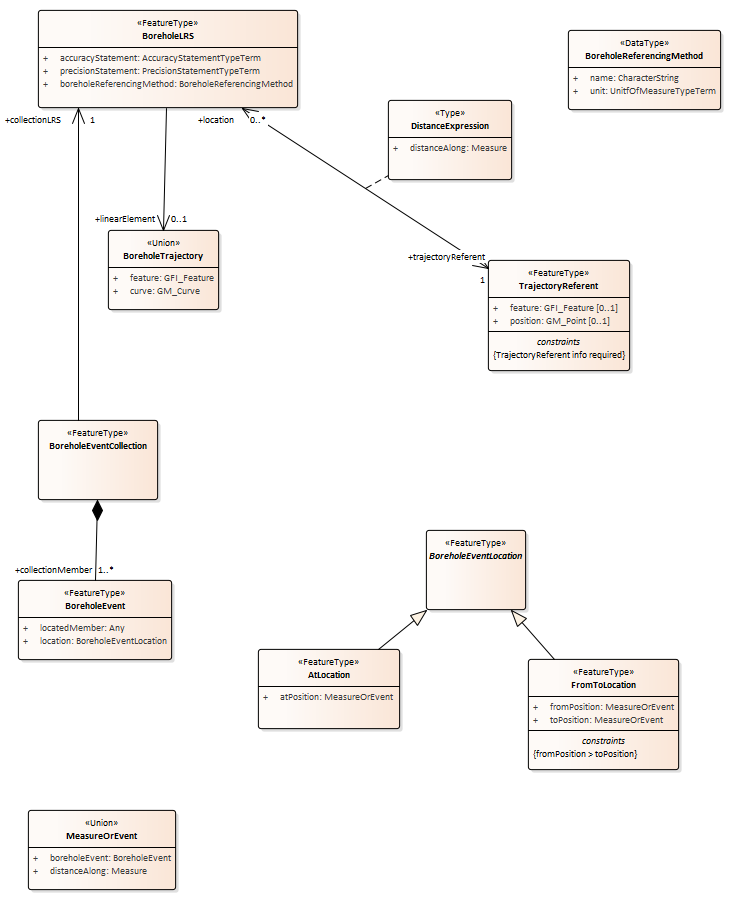 «FeatureType»
BoreholeLRS
+ accuracyStatement: AccuracyStatementTypeTerm
+ precisionStatement: PrecisionStatementTypeTerm
+ boreholeReferencingMethod: BoreholeReferencingMethod
«DataType»
BoreholeReferencingMethod
+ name: CharacterString
+ unit: UnitfOfMeasureTypeTerm
+collectionLRS 1
+location 0..*
«Type»
DistanceExpression
+ distanceAlong: Measure
+linearElement 0..1
«Union»
BoreholeTrajectory
+ feature: GFI_Feature
+ curve: GM_Curve
+trajectoryReferent
1
«FeatureType»
TrajectoryReferent
+ feature: GFI_Feature [0..1]
+ position: GM_Point [0..1]
constraints
{TrajectoryReferent info required}
«FeatureType»
BoreholeEventCollection
+collectionMember 1..*
«FeatureType»
BoreholeEvent
+ locatedMember: Any
+ location: BoreholeEventLocation
«FeatureType»
BoreholeEventLocation
«FeatureType»
AtLocation
+ atPosition: MeasureOrEvent
«FeatureType»
FromToLocation
+ fromPosition: MeasureOrEvent
+ toPosition: MeasureOrEvent
constraints
{fromPosition > toPosition}
«Union»
MeasureOrEvent
+ boreholeEvent: BoreholeEvent
+ distanceAlong: Measure